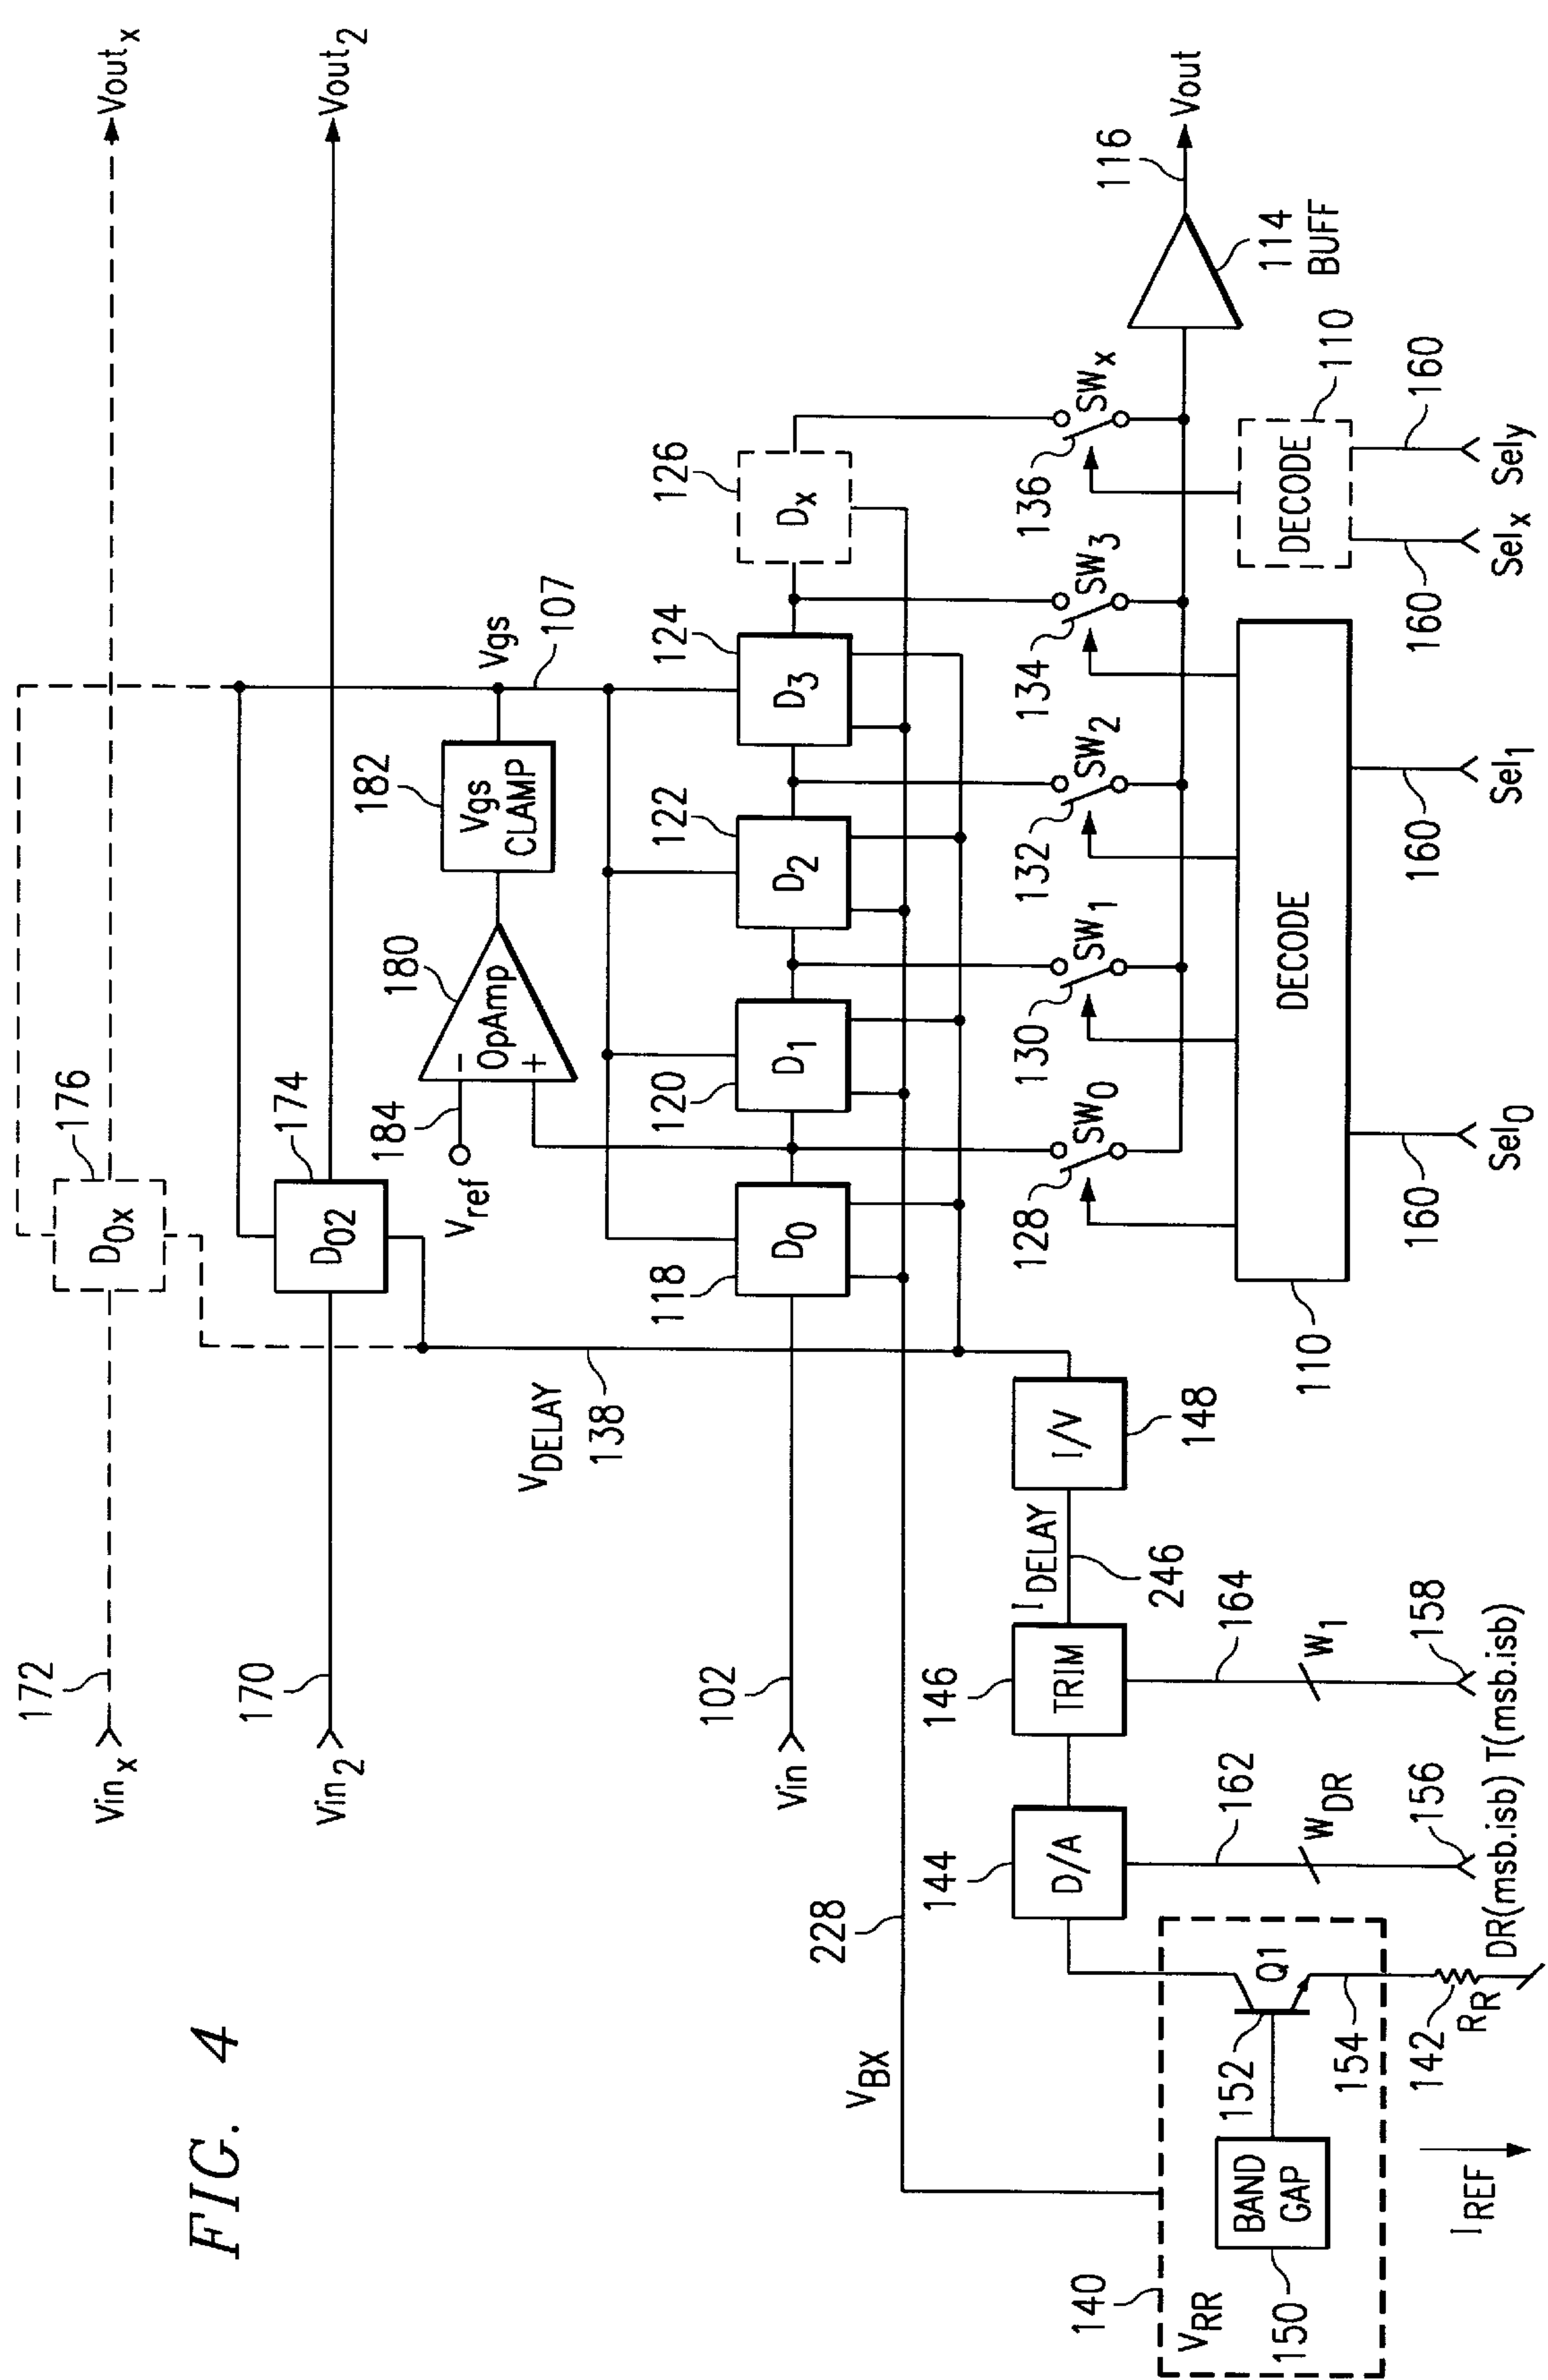 FIG. 4
Vin_x
172
D_0x
176
Vout_x
Vin_2
170
D_02
174
Vout_2
V_DELAY
138
V_ref
184
OpAmp
-
+
180
Vgs
CLAMP
182
Vgs
107
Vin
102
D_0
118
D_1
120
D_2
122
D_3
124
D_x
126
V_BX
228
SW_0
128
SW_1
130
SW_2
132
SW_3
134
SW_x
136
BUFF
114
116
Vout
DECODE
110
DECODE
110
Sel_0
160
Sel_1
160
Sel_x
160
Sely
160
140
V_RR
BAND
GAP
150
152
Q1
154
142
R_R
I_REF
D/A
144
162
W_DR
156
DR(msb.isb)
TRIM
146
164
W_1
158
T(msb.isb)
I_DELAY
246
I/V
148